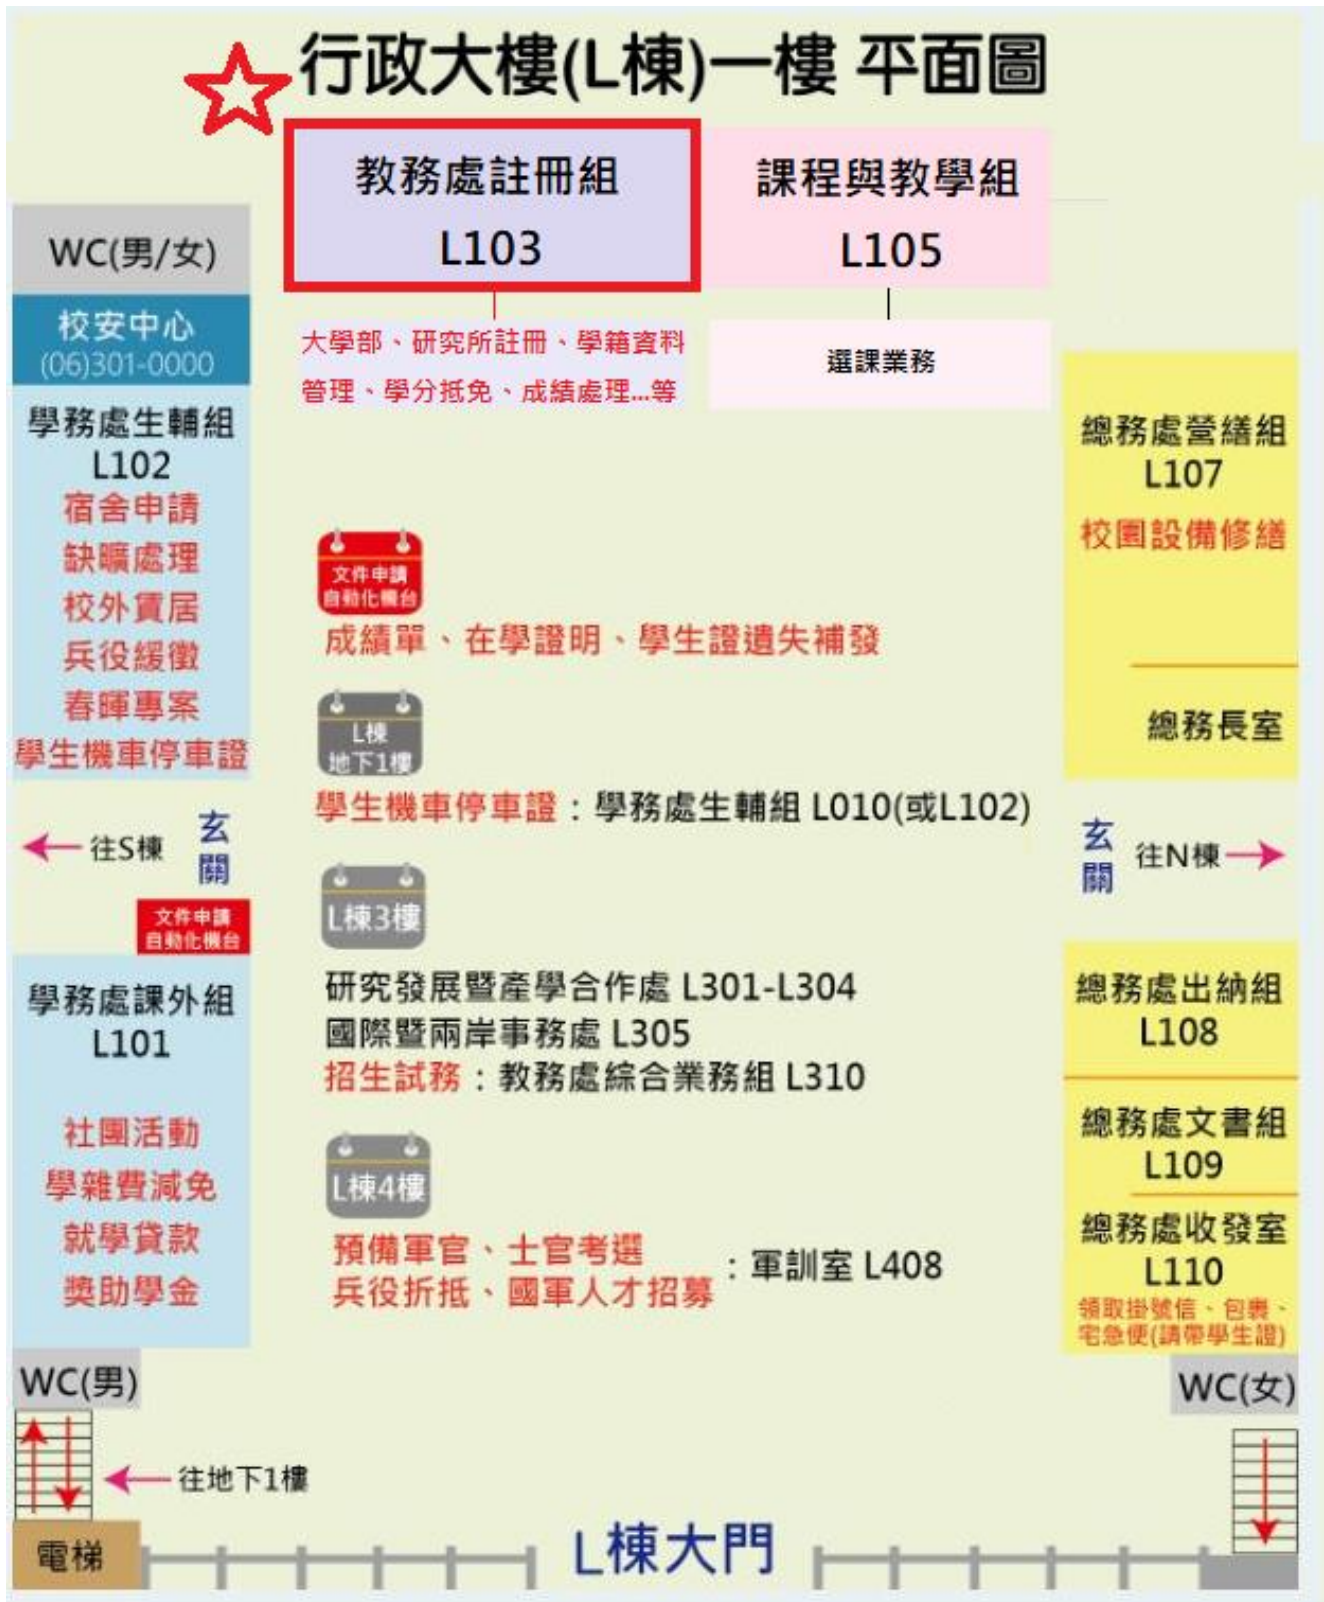 行政大樓(L棟)一樓 平面圖
教務處註冊組
L103
課程與教學組
L105
大學部、研究所註冊、學籍資料
管理、學分抵免、成績處理...等
選課業務
WC(男/女)
校安中心
(06)301-0000
學務處生輔組
L102
宿舍申請
缺曠處理
校外賃居
兵役緩徵
春暉專案
學生機車停車證
總務處營繕組
L107
校園設備修繕
總務長室
文件申請
自動化機台
成績單、在學證明、學生證遺失補發
L棟
地下1樓
學生機車停車證：學務處生輔組 L010(或L102)
往S棟
玄關
玄關
往N棟
文件申請
自動化機台
L棟3樓
研究發展暨產學合作處 L301-L304
國際暨兩岸事務處 L305
招生試務：教務處綜合業務組 L310
學務處課外組
L101
社團活動
學雜費減免
就學貸款
獎助學金
L棟4樓
預備軍官、士官考選
兵役折抵、國軍人才招募
：軍訓室 L408
總務處出納組
L108
總務處文書組
L109
總務處收發室
L110
領取掛號信、包裹、
宅急便(請帶學生證)
WC(男)
WC(女)
往地下1樓
電梯
L棟大門